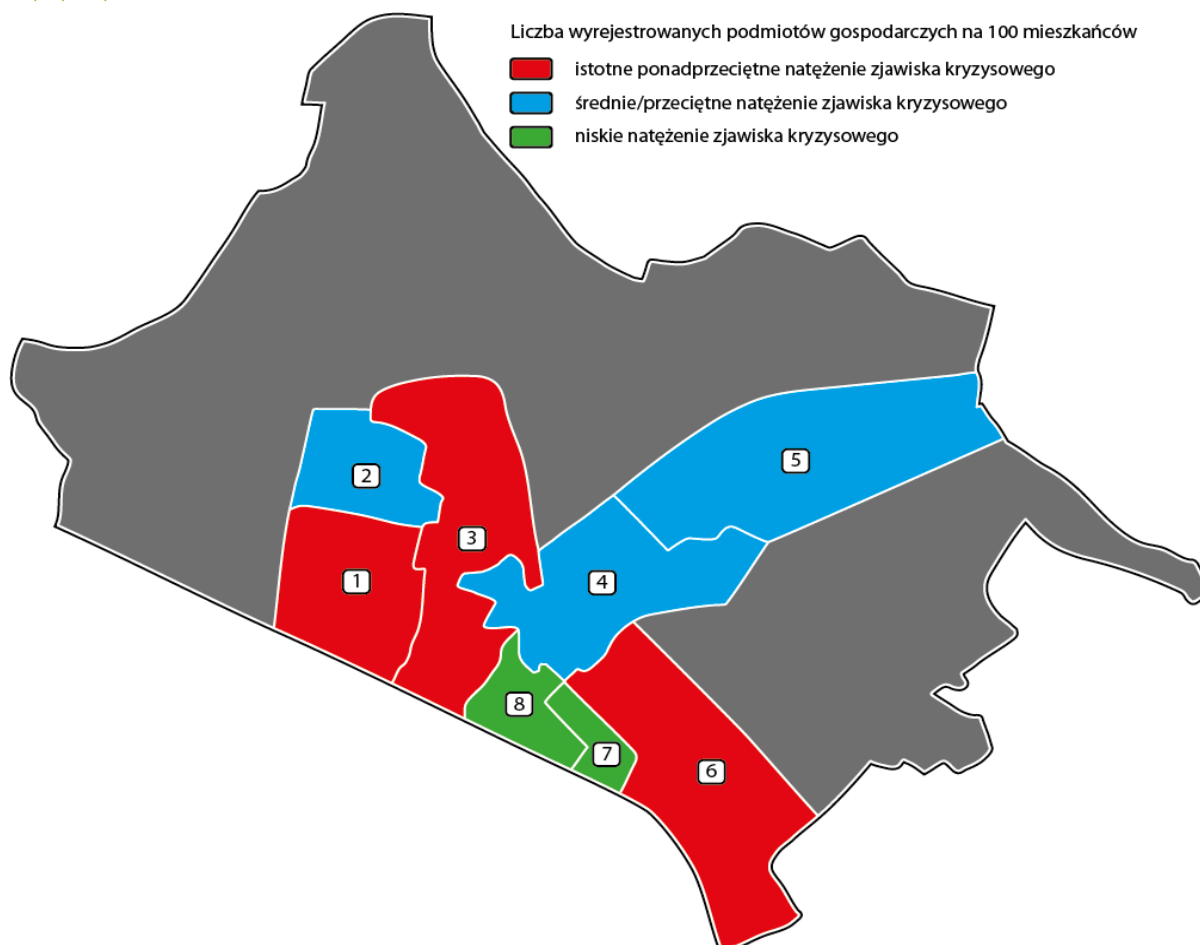 Liczba wyrejestrowanych podmiotów gospodarczych na 100 mieszkańców
istotne ponadprzeciętne natężenie zjawiska kryzysowego
średnie/przeciętne natężenie zjawiska kryzysowego
niskie natężenie zjawiska kryzysowego
5
2
3
1
4
8
7
6